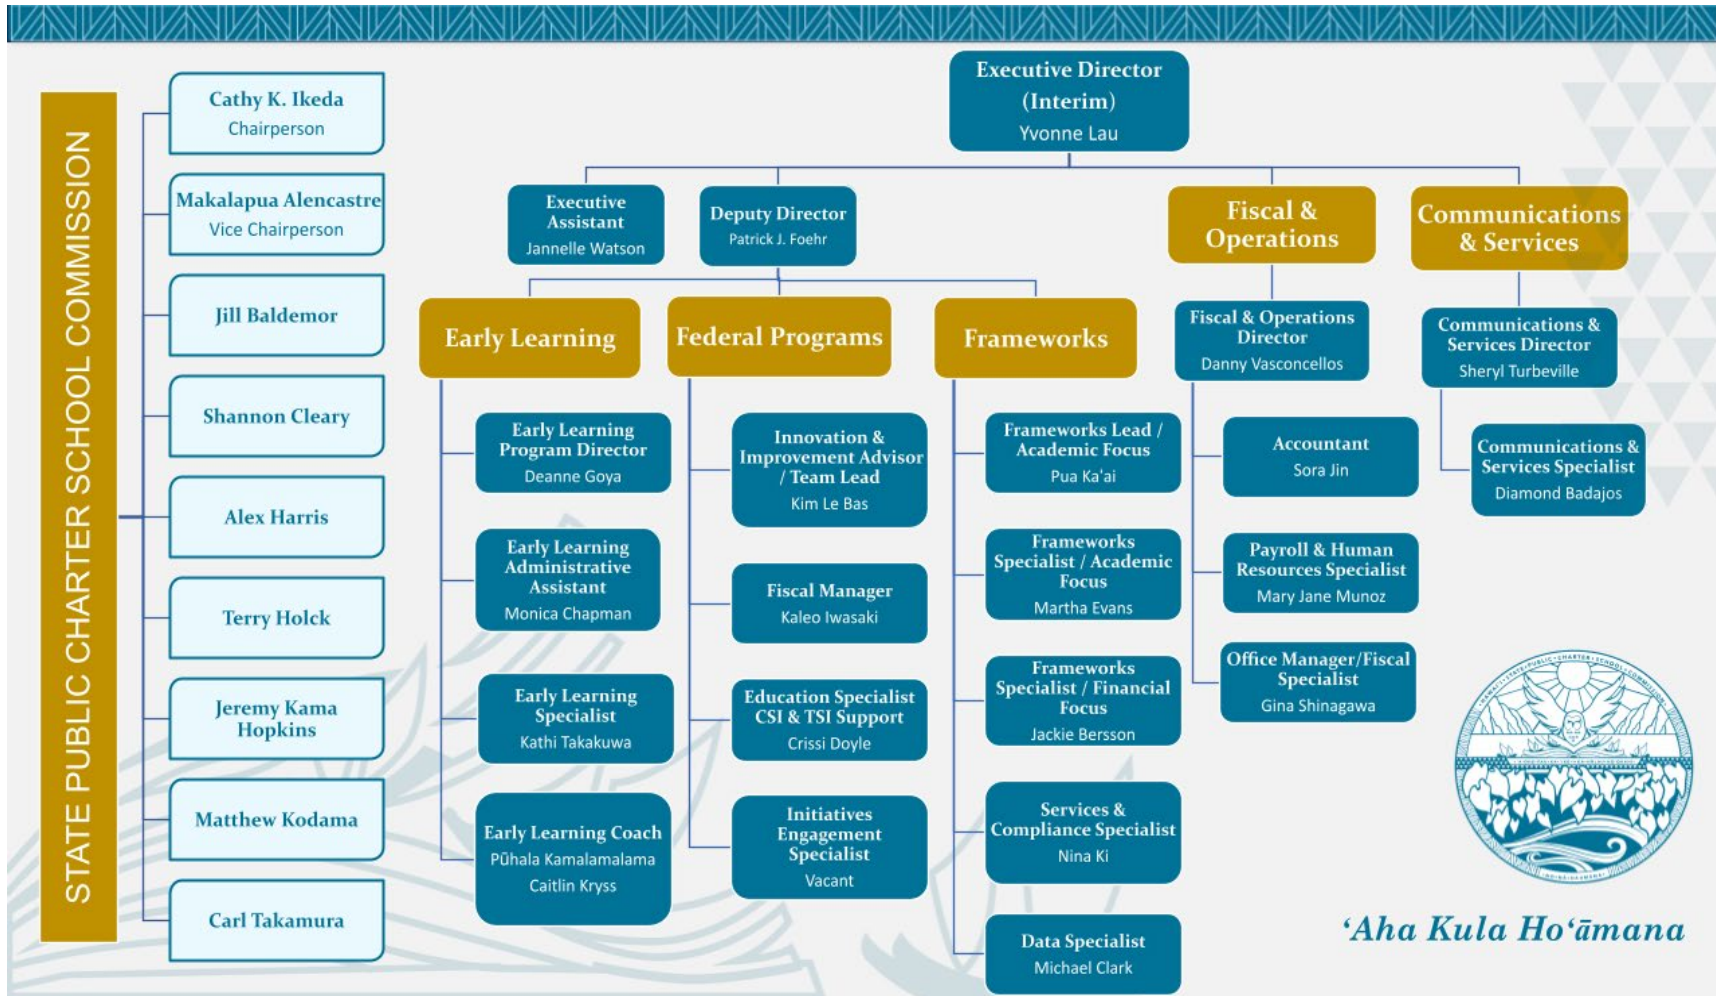 STATE PUBLIC CHARTER SCHOOL COMMISSION
Cathy K. Ikeda
Chairperson
Makalapua Alencastre
Vice Chairperson
Jill Baldemor
Shannon Cleary
Alex Harris
Terry Holck
Jeremy Kama
Hopkins
Matthew Kodama
Carl Takamura
Executive Director
(Interim)
Yvonne Lau
Executive
Assistant
Jannelle Watson
Deputy Director
Patrick J. Foehr
Early Learning
Early Learning
Program Director
Deanne Goya
Early Learning
Administrative
Assistant
Monica Chapman
Early Learning
Specialist
Kathi Takakuwa
Early Learning Coach
Pūhala Kamalamalama
Caitlin Kryss
Federal Programs
Innovation &
Improvement Advisor
/ Team Lead
Kim Le Bas
Fiscal Manager
Kaleo Iwasaki
Education Specialist
CSI & TSI Support
Crissi Doyle
Initiatives
Engagement
Specialist
Vacant
Frameworks
Frameworks Lead /
Academic Focus
Pua Ka'ai
Frameworks
Specialist / Academic
Focus
Martha Evans
Frameworks
Specialist / Financial
Focus
Jackie Bersson
Services &
Compliance Specialist
Nina Ki
Data Specialist
Michael Clark
Fiscal &
Operations
Fiscal & Operations
Director
Danny Vasconcellos
Accountant
Sora Jin
Payroll & Human
Resources Specialist
Mary Jane Munoz
Office Manager/Fiscal
Specialist
Gina Shinagawa
Communications
& Services
Communications &
Services Director
Sheryl Turbeville
Communications &
Services Specialist
Diamond Badajos
ʻAha Kula Hoʻāmana